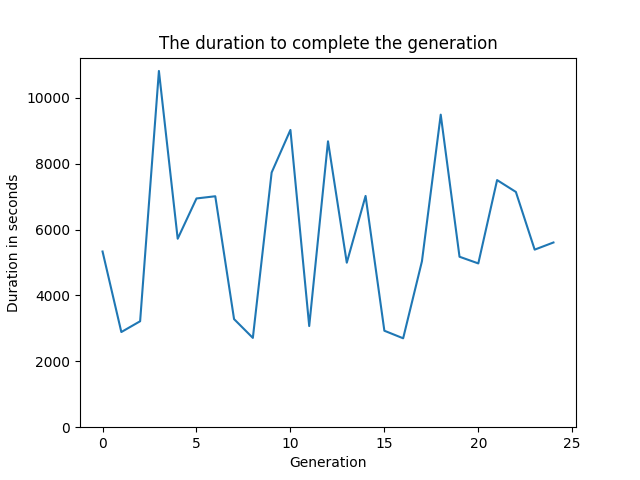 The duration to complete the generation
10000
8000
6000
4000
2000
0
Duration in seconds
0 5 10 15 20 25
Generation